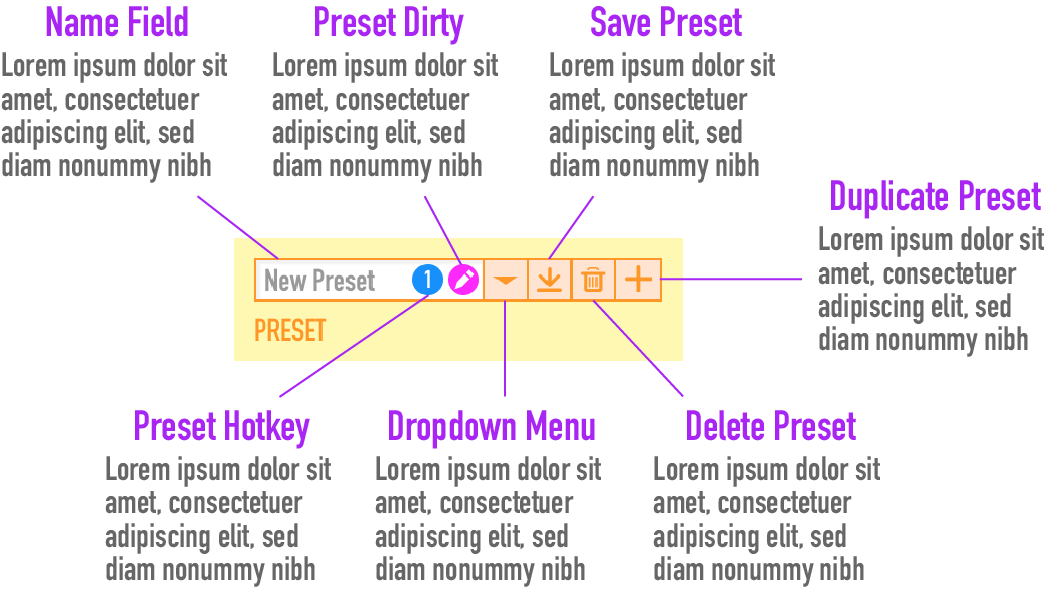 Name Field
Lorem ipsum dolor sit
amet, consectetuer
adipiscing elit, sed
diam nonummy nibh
Preset Dirty
Lorem ipsum dolor sit
amet, consectetuer
adipiscing elit, sed
diam nonummy nibh
Save Preset
Lorem ipsum dolor sit
amet, consectetuer
adipiscing elit, sed
diam nonummy nibh
Duplicate Preset
Lorem ipsum dolor sit
amet, consectetuer
adipiscing elit, sed
diam nonummy nibh
New Preset 1
PRESET
Preset Hotkey
Lorem ipsum dolor sit
amet, consectetuer
adipiscing elit, sed
diam nonummy nibh
Dropdown Menu
Lorem ipsum dolor sit
amet, consectetuer
adipiscing elit, sed
diam nonummy nibh
Delete Preset
Lorem ipsum dolor sit
amet, consectetuer
adipiscing elit, sed
diam nonummy nibh